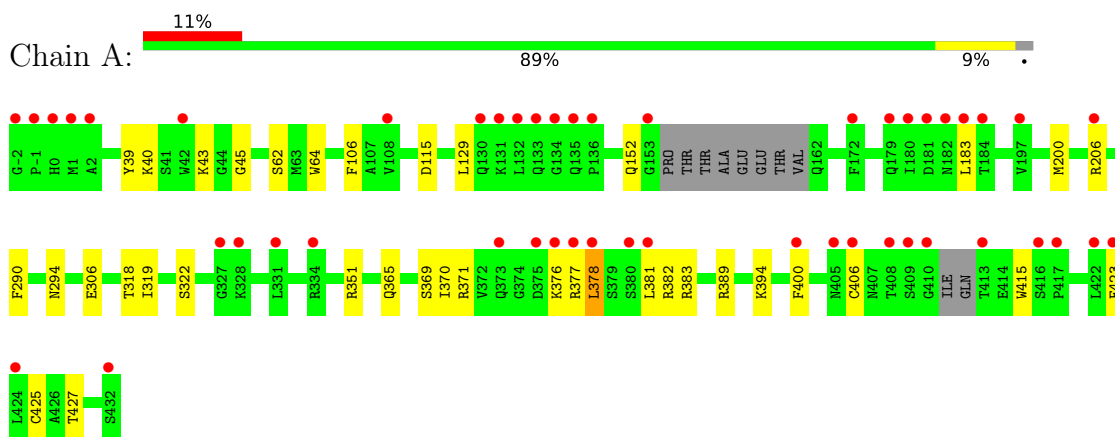 11%
Chain A:
89% 9% •
G-2 P-1 H0 M1 A2 Y39 K40 S41 W42 K43 G44 G45 S62 M63 W64 F106 A107 V108 D115 L129 Q130 K131 L132 Q133 G134 Q135 P136 Q152 G153 PRO THR THR ALA GLU GLU THR VAL Q162 F172 Q179 I180 D181 N182 L183 T184 V197 M200 R206
F290 N294 E306 T318 I319 S322 G327 K328 L331 R334 R351 Q365 S369 I370 R371 V372 Q373 G374 D375 K376 R377 L378 S379 S380 L381 R382 R383 R389 K394 F400 N405 C406 N407 T408 S409 G410 ILE GLN T413 E414 W415 S416 P417 L422
L424 C425 A426 T427 S432